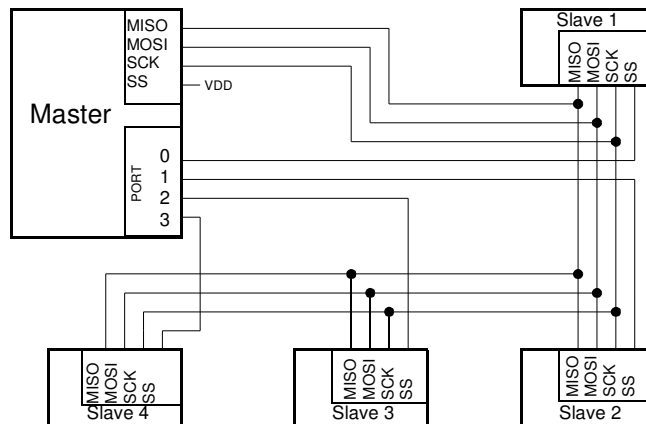 MISO
MOSI
SCK
SS
VDD
Master
PORT
0
1
2
3
Slave 1
MISO
MOSI
SCK
SS
MISO
MOSI
SCK
SS
Slave 4
MISO
MOSI
SCK
SS
Slave 3
MISO
MOSI
SCK
SS
Slave 2